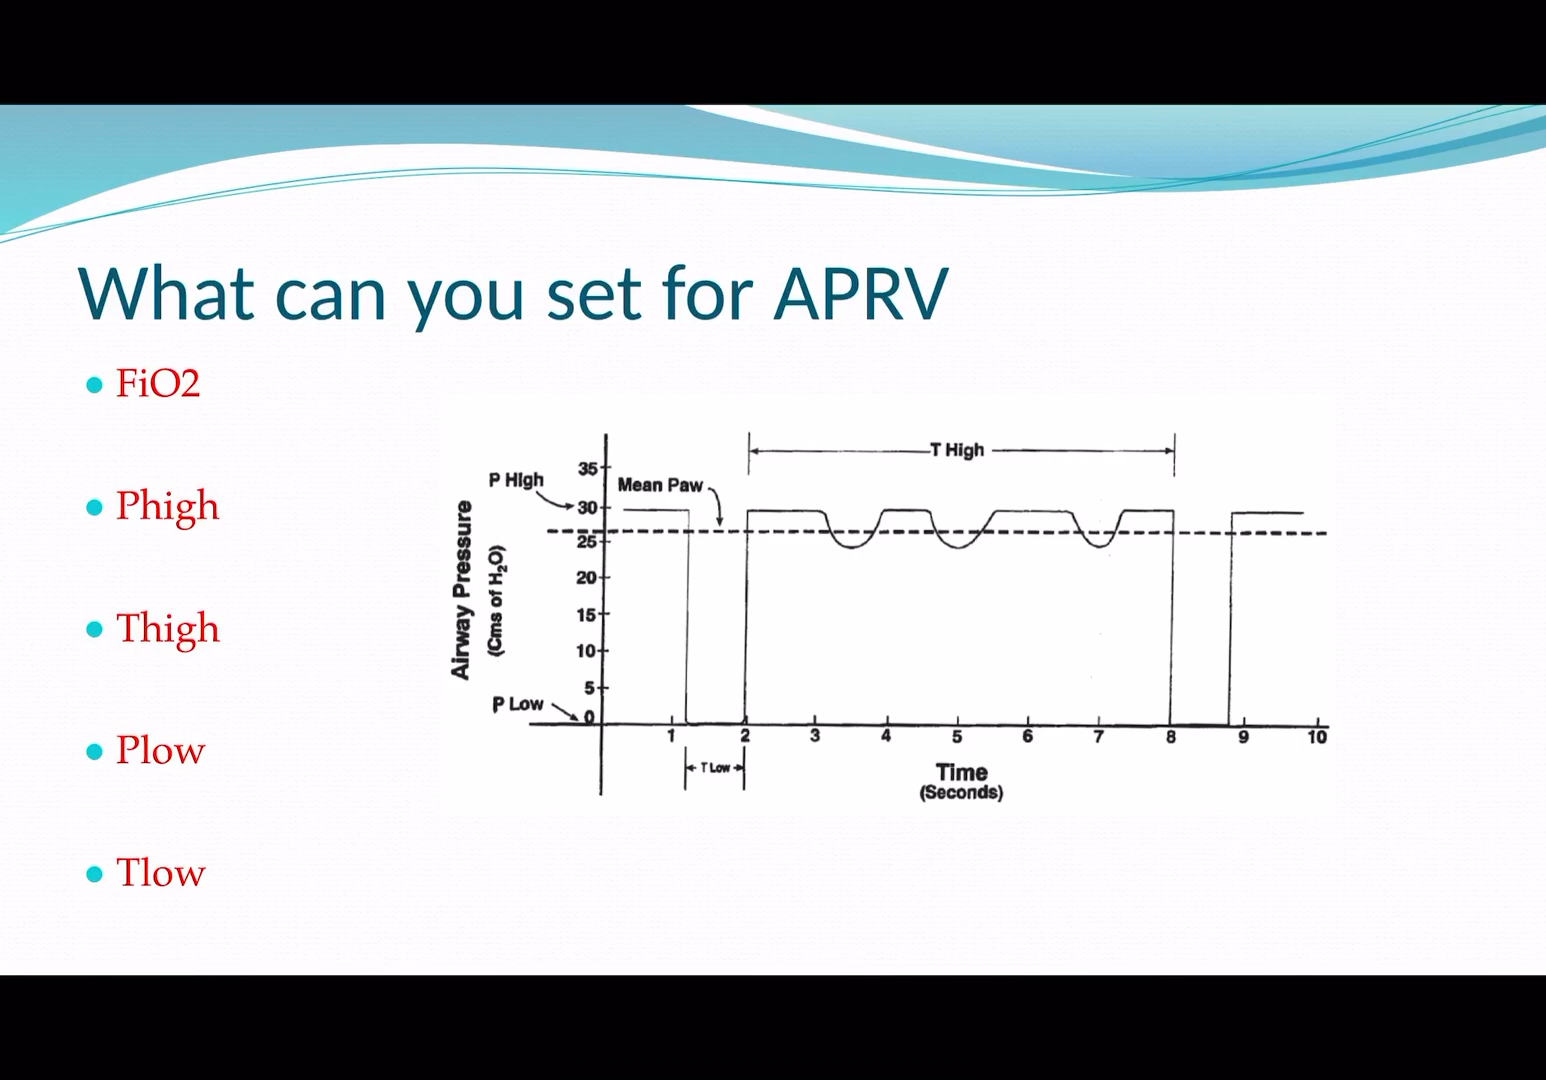 What can you set for APRV
FiO2
Phigh
Thigh
Plow
Tlow
T High
P High
Mean Paw
35
30
25
20
15
10
5
0
Airway Pressure
(Cms of H₂O)
P Low
1 2 3 4 5 6 7 8 9 10
T Low
Time
(Seconds)